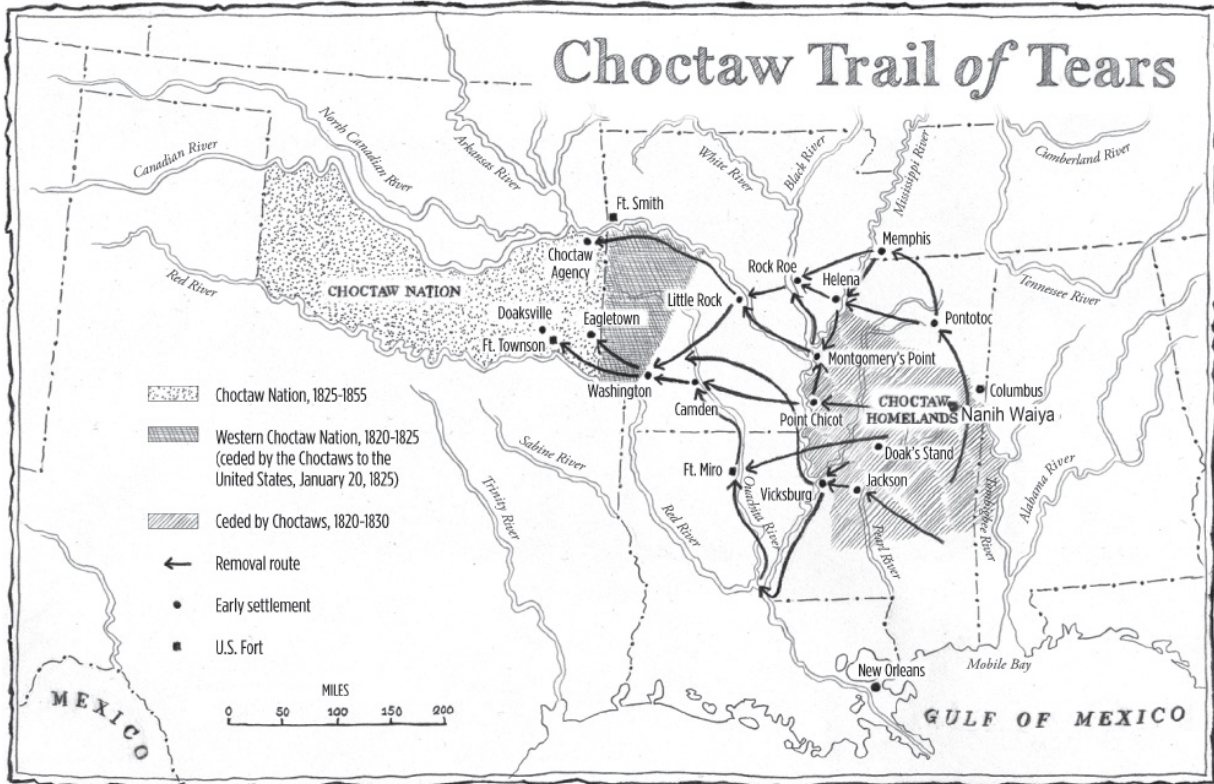 Choctaw Trail of Tears
North Canadian River
Arkansas River
Canadian River
White River
Black River
Mississippi River
Cumberland River
Ft. Smith
Memphis
Choctaw
Agency
Rock Roe
Helena
Red River
CHOCTAW NATION
Little Rock
Tennessee River
Doaksville
Eagletown
Pontotoc
Ft. Townson
Montgomery's Point
Washington
Camden
Point Chicot
CHOCTAW
HOMELANDS
Columbus
Nanih Waiya
Choctaw Nation, 1825-1855
Western Choctaw Nation, 1820-1825
(ceded by the Choctaws to the
United States, January 20, 1825)
Ceded by Choctaws, 1820-1830
Removal route
Early settlement
U.S. Fort
Sabine River
Trinity River
Ft. Miro
Doak's Stand
Vicksburg
Jackson
Red River
Ouachita River
Pearl River
Tombigbee River
Alabama River
MILES
0 50 100 150 200
New Orleans
Mobile Bay
MEXICO
GULF OF MEXICO